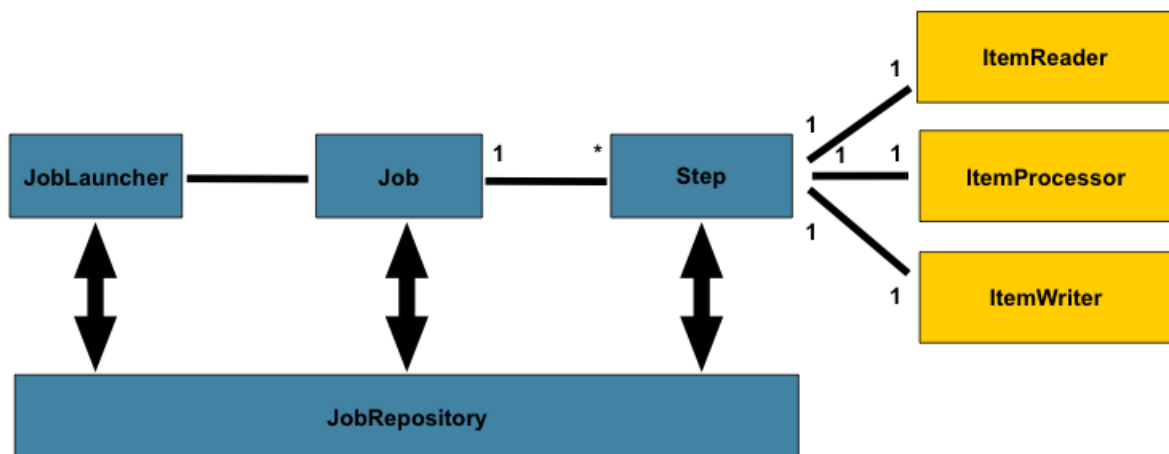 ItemReader
1
1
JobLauncher
Job
1
*
Step
1
1
ItemProcessor
1
1
ItemWriter
JobRepository